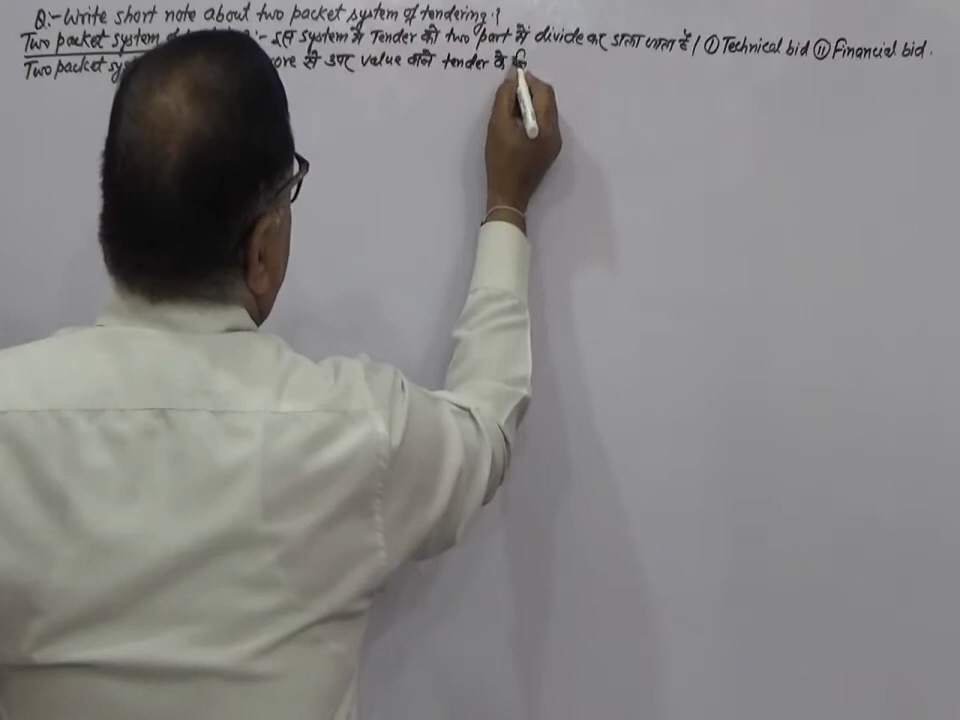 Q:- Write short note about two packet system of tendering.?
Two packet system of :- इस system में Tender को two part में divide कर डाला जाता है / ① Technical bid ⑪ Financial bid.
Two packet sy ore से उपर value वाले tender के